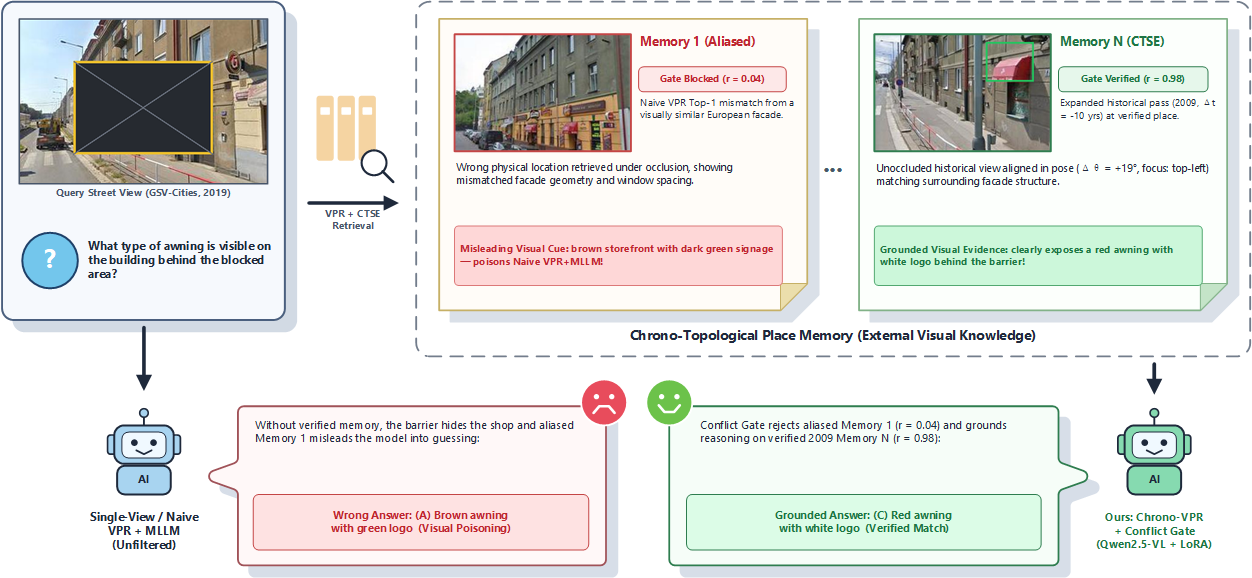 Query Street View (GSV-Cities, 2019)
?
What type of awning is visible on
the building behind the blocked
area?
VPR + CTSE
Retrieval
Memory 1 (Aliased)
Gate Blocked (r = 0.04)
Naive VPR Top-1 mismatch from a
visually similar European facade.
Wrong physical location retrieved under occlusion, showing
mismatched facade geometry and window spacing.
Misleading Visual Cue: brown storefront with dark green signage
— poisons Naive VPR+MLLM!
•••
Memory N (CTSE)
Gate Verified (r = 0.98)
Expanded historical pass (2009, Δt
= -10 yrs) at verified place.
Unoccluded historical view aligned in pose (Δθ = +19°, focus: top-left)
matching surrounding facade structure.
Grounded Visual Evidence: clearly exposes a red awning with
white logo behind the barrier!
Chrono-Topological Place Memory (External Visual Knowledge)
AI
Single-View / Naive
VPR + MLLM
(Unfiltered)
Without verified memory, the barrier hides the shop and aliased
Memory 1 misleads the model into guessing:
Wrong Answer: (A) Brown awning
with green logo (Visual Poisoning)
Conflict Gate rejects aliased Memory 1 (r = 0.04) and grounds
reasoning on verified 2009 Memory N (r = 0.98):
Grounded Answer: (C) Red awning
with white logo (Verified Match)
AI
Ours: Chrono-VPR
+ Conflict Gate
(Qwen2.5-VL + LoRA)